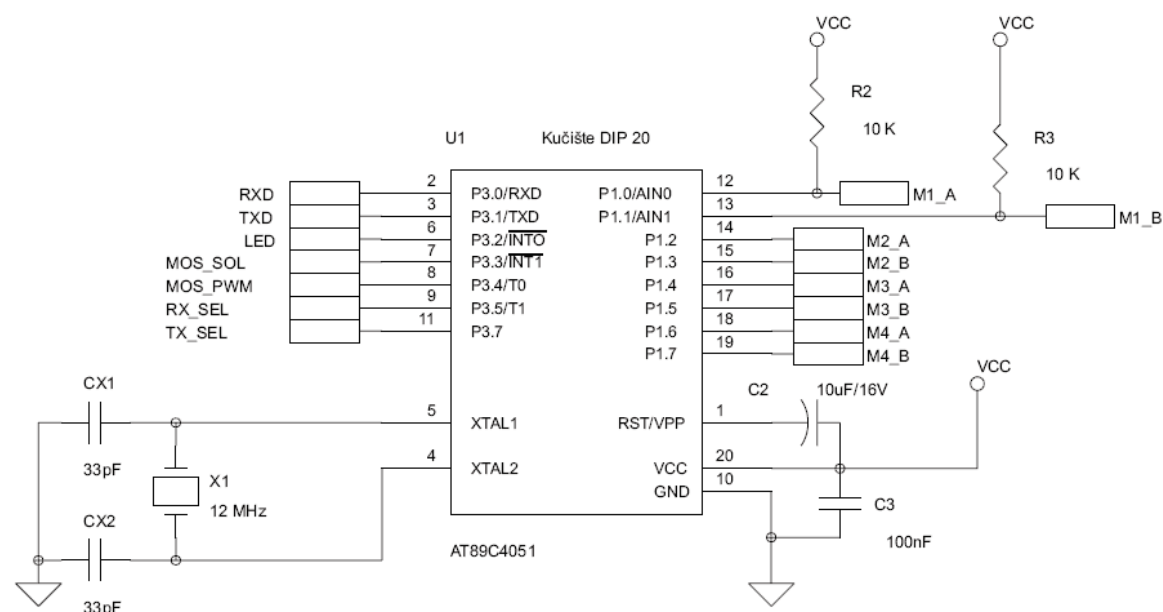 VCC
VCC
R2
10 K
R3
10 K
U1
Kučište DIP 20
RXD
2
P3.0/RXD
P1.0/AIN0
12
M1_A
TXD
3
P3.1/TXD
P1.1/AIN1
13
M1_B
LED
6
P3.2/INTO
P1.2
14
M2_A
MOS_SOL
7
P3.3/INT1
P1.3
15
M2_B
MOS_PWM
8
P3.4/T0
P1.4
16
M3_A
RX_SEL
9
P3.5/T1
P1.5
17
M3_B
TX_SEL
11
P3.7
P1.6
18
M4_A
P1.7
19
M4_B
VCC
CX1
33pF
5
XTAL1
RST/VPP
1
C2
10uF/16V
4
XTAL2
VCC
20
GND
10
X1
12 MHz
C3
100nF
CX2
33pF
AT89C4051